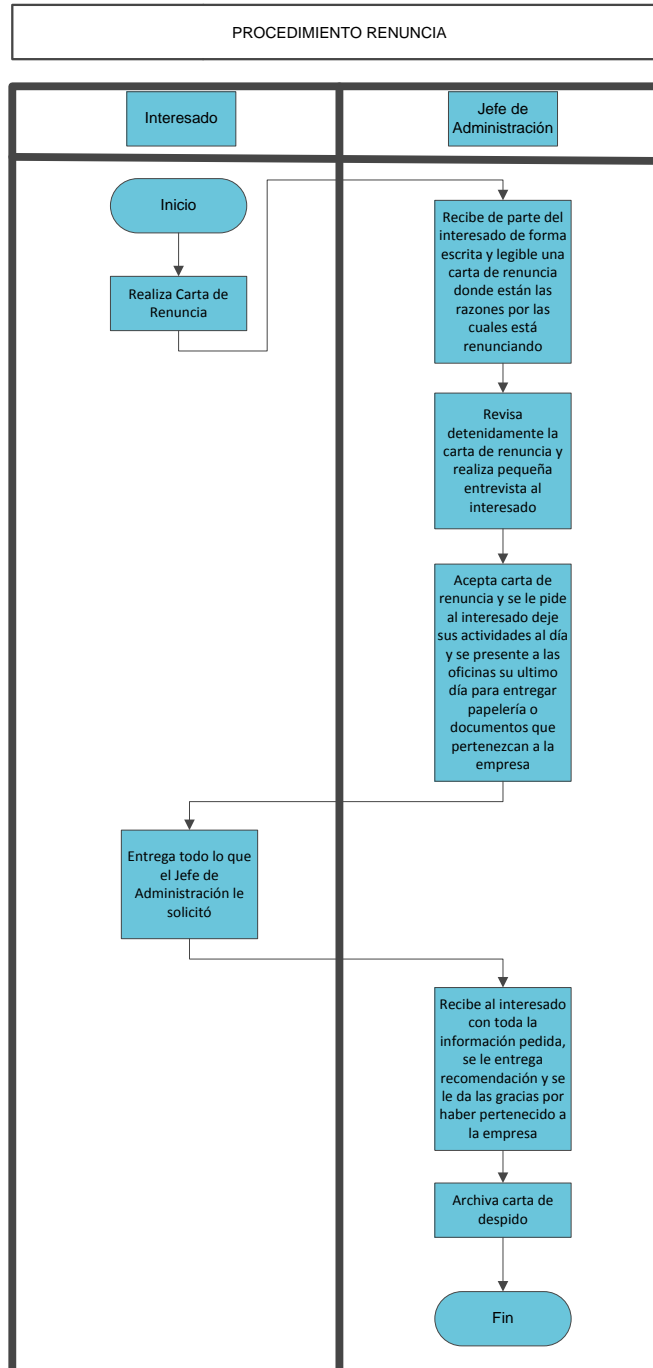 PROCEDIMIENTO RENUNCIA
Interesado
Jefe de
Administración
Inicio
Realiza Carta de
Renuncia
Recibe de parte del
interesado de forma
escrita y legible una
carta de renuncia
donde están las
razones por las
cuales está
renunciando
Revisa
detenidamente la
carta de renuncia y
realiza pequeña
entrevista al
interesado
Acepta carta de
renuncia y se le pide
al interesado deje
sus actividades al día
y se presente a las
oficinas su ultimo
día para entregar
papelería o
documentos que
pertenezcan a la
empresa
Entrega todo lo que
el Jefe de
Administración le
solicitó
Recibe al interesado
con toda la
información pedida,
se le entrega
recomendación y se
le da las gracias por
haber pertenecido a
la empresa
Archiva carta de
despido
Fin